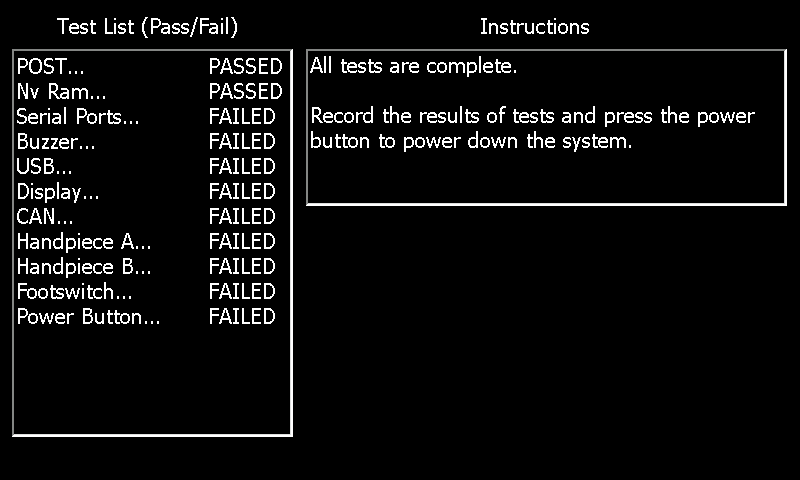 Test List (Pass/Fail)
POST... PASSED
Nv Ram... PASSED
Serial Ports... FAILED
Buzzer... FAILED
USB... FAILED
Display... FAILED
CAN... FAILED
Handpiece A... FAILED
Handpiece B... FAILED
Footswitch... FAILED
Power Button... FAILED
Instructions
All tests are complete.
Record the results of tests and press the power
button to power down the system.